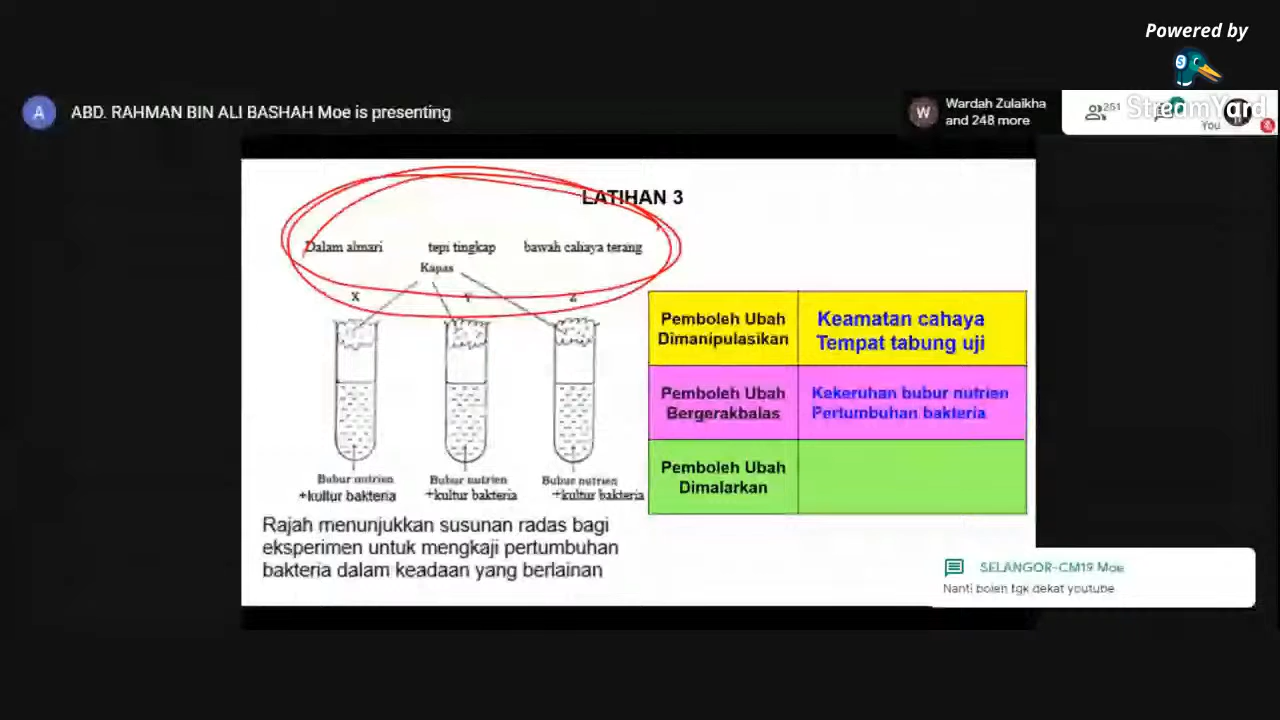 Powered by
StreamYard
A
ABD. RAHMAN BIN ALI BASHAH Moe is presenting
W
Wardah Zulaikha
and 248 more
251
You
LATIHAN 3
Dalam almari
tepi tingkap
bawah cahaya terang
Kapas
X
Y
Z
Bubur nutrien
+kultur bakteria
Bubur nutrien
+kultur bakteria
Bubur nutrien
+kultur bakteria
Rajah menunjukkan susunan radas bagi
eksperimen untuk mengkaji pertumbuhan
bakteria dalam keadaan yang berlainan
Pemboleh Ubah
Dimanipulasikan
Keamatan cahaya
Tempat tabung uji
Pemboleh Ubah
Bergerakbalas
Kekeruhan bubur nutrien
Pertumbuhan bakteria
Pemboleh Ubah
Dimalarkan
SELANGOR-CM19 Moe
Nanti bolen tgk dekat youtube